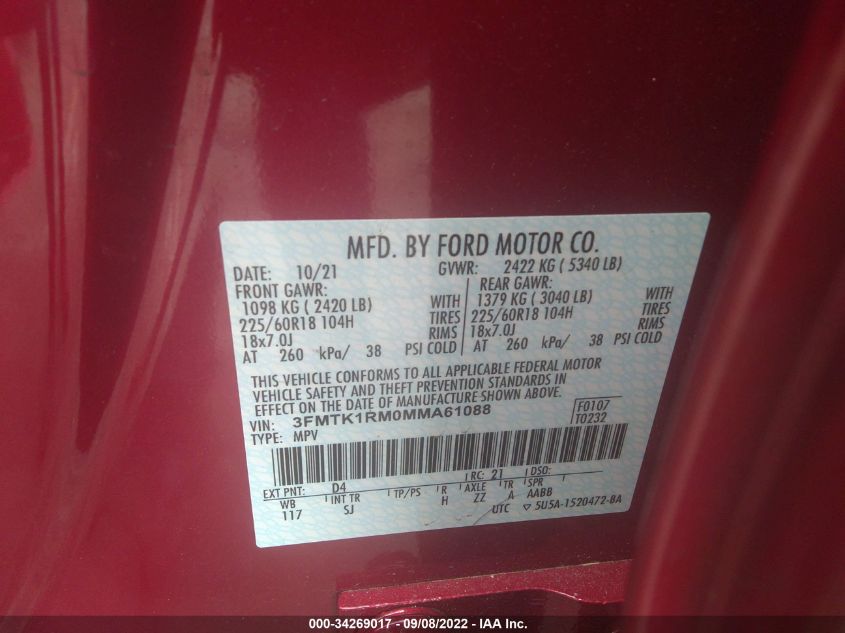 MFD. BY FORD MOTOR CO.
DATE: 10/21 GVWR: 2422 KG ( 5340 LB)
FRONT GAWR: REAR GAWR:
1098 KG ( 2420 LB) WITH 1379 KG ( 3040 LB) WITH
225/60R18 104H TIRES 225/60R18 104H TIRES
18x7.0J RIMS 18x7.0J RIMS
AT 260 kPa/ 38 PSI COLD AT 260 kPa/ 38 PSI COLD
THIS VEHICLE CONFORMS TO ALL APPLICABLE FEDERAL MOTOR
VEHICLE SAFETY AND THEFT PREVENTION STANDARDS IN
EFFECT ON THE DATE OF MANUFACTURE SHOWN ABOVE.
VIN: 3FMTK1RM0MMA61088 F0107
TYPE: MPV T0232
EXT PNT: D4 RC: 21 DSO:
WB INT TR TP/PS R AXLE TR SPR
117 SJ H ZZ A AABB
UTC ▽ 5U5A-1520472-BA
000-34269017 - 09/08/2022 - IAA Inc.